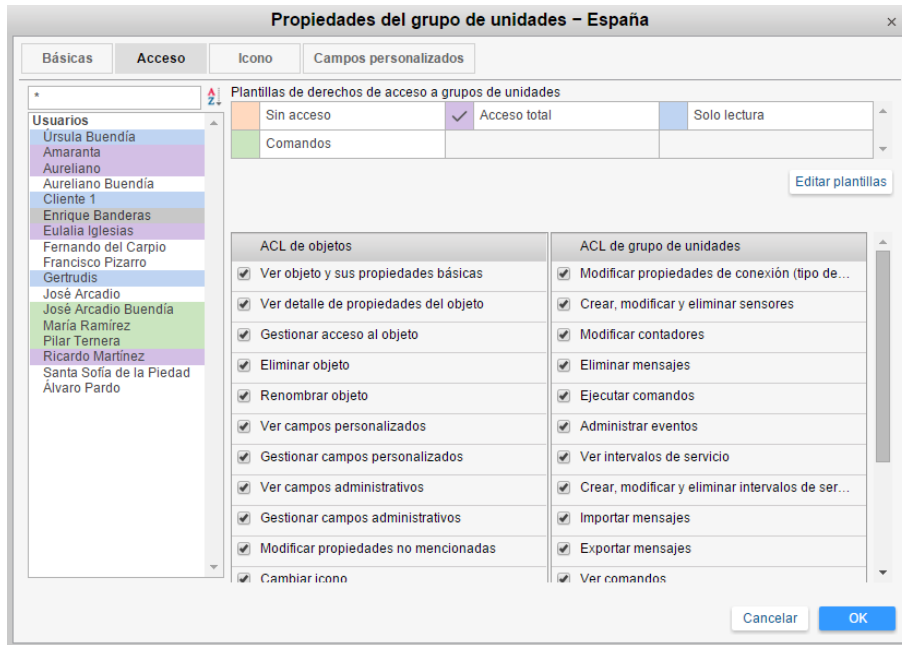 Propiedades del grupo de unidades – España
Básicas
Acceso
Icono
Campos personalizados
*
Usuarios
Úrsula Buendía
Amaranta
Aureliano
Aureliano Buendía
Cliente 1
Enrique Banderas
Eulalia Iglesias
Fernando del Carpio
Francisco Pizarro
Gertrudis
José Arcadio
José Arcadio Buendía
María Ramírez
Pilar Ternera
Ricardo Martínez
Santa Sofía de la Piedad
Álvaro Pardo
Plantillas de derechos de acceso a grupos de unidades
Sin acceso
Acceso total
Solo lectura
Comandos
Editar plantillas
ACL de objetos
Ver objeto y sus propiedades básicas
Ver detalle de propiedades del objeto
Gestionar acceso al objeto
Eliminar objeto
Renombrar objeto
Ver campos personalizados
Gestionar campos personalizados
Ver campos administrativos
Gestionar campos administrativos
Modificar propiedades no mencionadas
Cambiar icono
ACL de grupo de unidades
Modificar propiedades de conexión (tipo de...
Crear, modificar y eliminar sensores
Modificar contadores
Eliminar mensajes
Ejecutar comandos
Administrar eventos
Ver intervalos de servicio
Crear, modificar y eliminar intervalos de ser...
Importar mensajes
Exportar mensajes
Ver comandos
Cancelar
OK